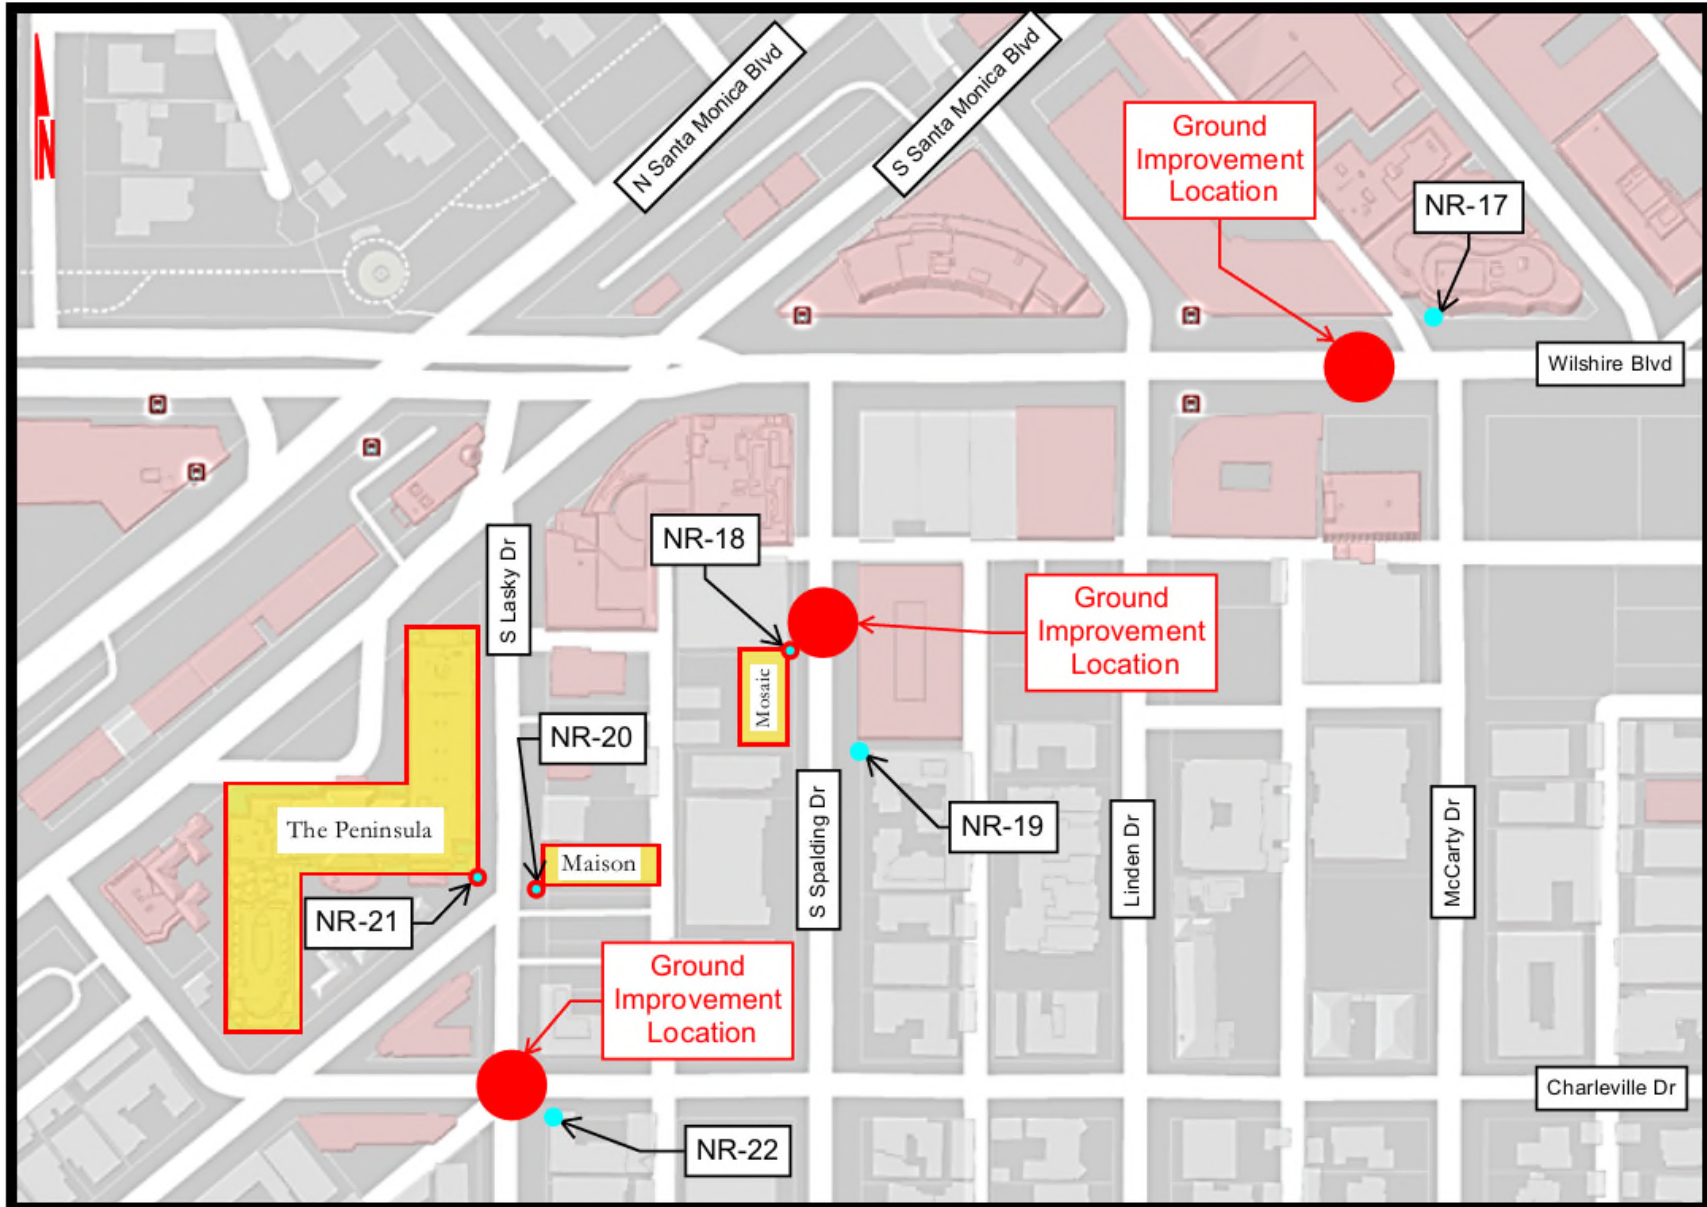 N Santa Monica Blvd
S Santa Monica Blvd
Ground
Improvement
Location
NR-17
N
Wilshire Blvd
S Lasky Dr
NR-18
Ground
Improvement
Location
Mosaic
NR-20
The Peninsula
Maison
NR-19
S Spalding Dr
Linden Dr
McCarty Dr
NR-21
Ground
Improvement
Location
Charleville Dr
NR-22